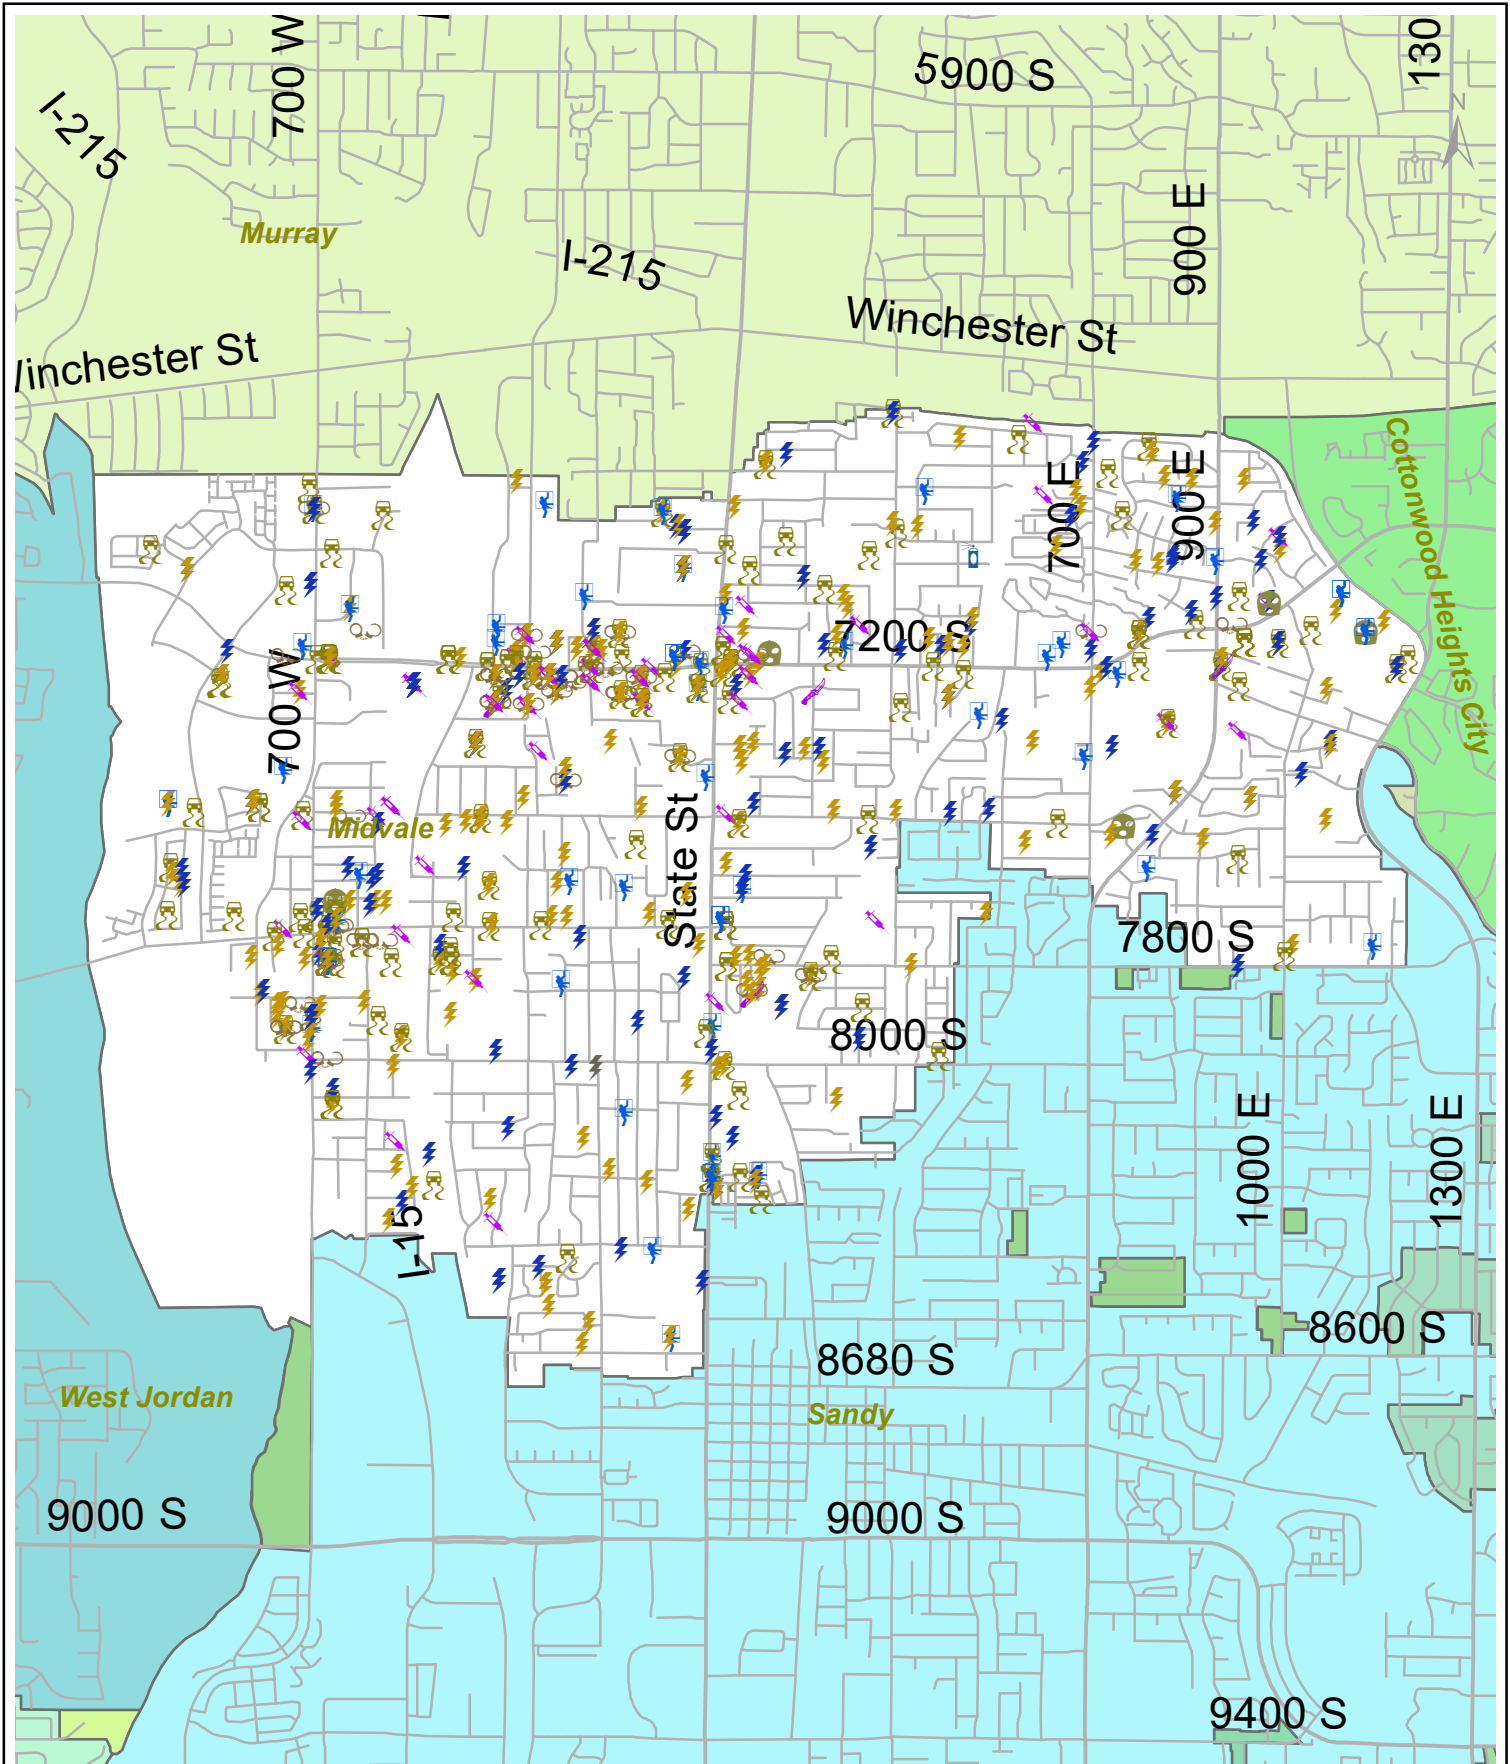 700 W
5900 S
130
I-215
N
900 E
Murray
I-215
Winchester St
Winchester St
Cottonwood Heights City
700 E
900 E
7200 S
700 W
State St
Midvale
7800 S
8000 S
1000 E
1300 E
I-15
8600 S
8680 S
West Jordan
Sandy
9000 S
9000 S
9400 S